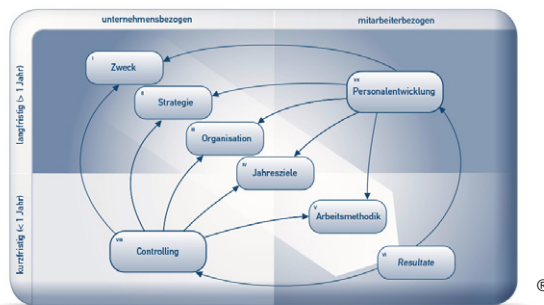 unternehmensbezogen
mitarbeiterbezogen
langfristig (> 1 Jahr)
kurzfristig (< 1 Jahr)
I
Zweck
II
Strategie
III
Organisation
IV
Jahresziele
V
Arbeitsmethodik
VI
Resultate
VII
Personalentwicklung
VIII
Controlling
®